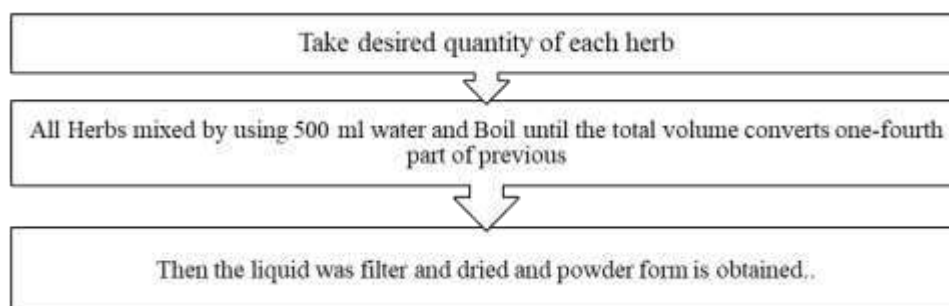 Take desired quantity of each herb
All Herbs mixed by using 500 ml water and Boil until the total volume converts one-fourth
part of previous
Then the liquid was filter and dried and powder form is obtained..